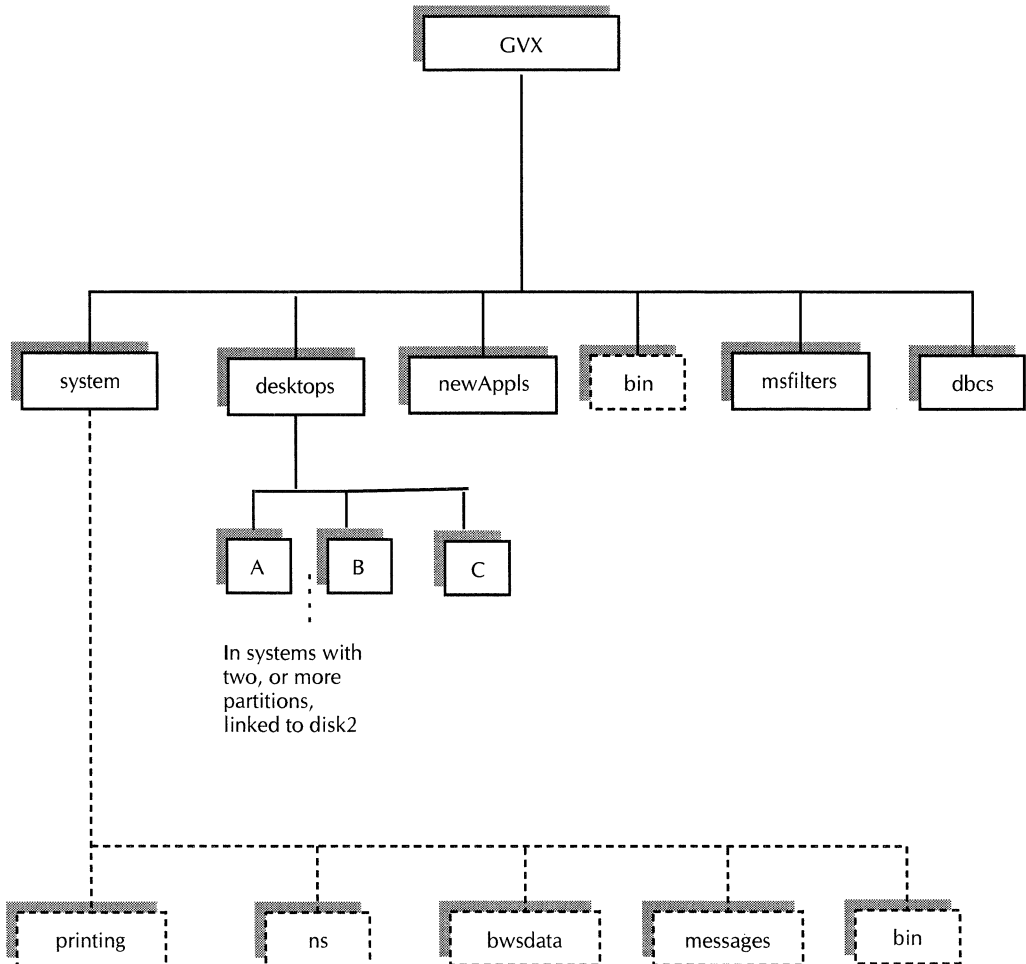 GVX
system
desktops
newAppls
bin
msfilters
dbcs
A
B
C
In systems with
two, or more
partitions,
linked to disk2
printing
ns
bwsdata
messages
bin